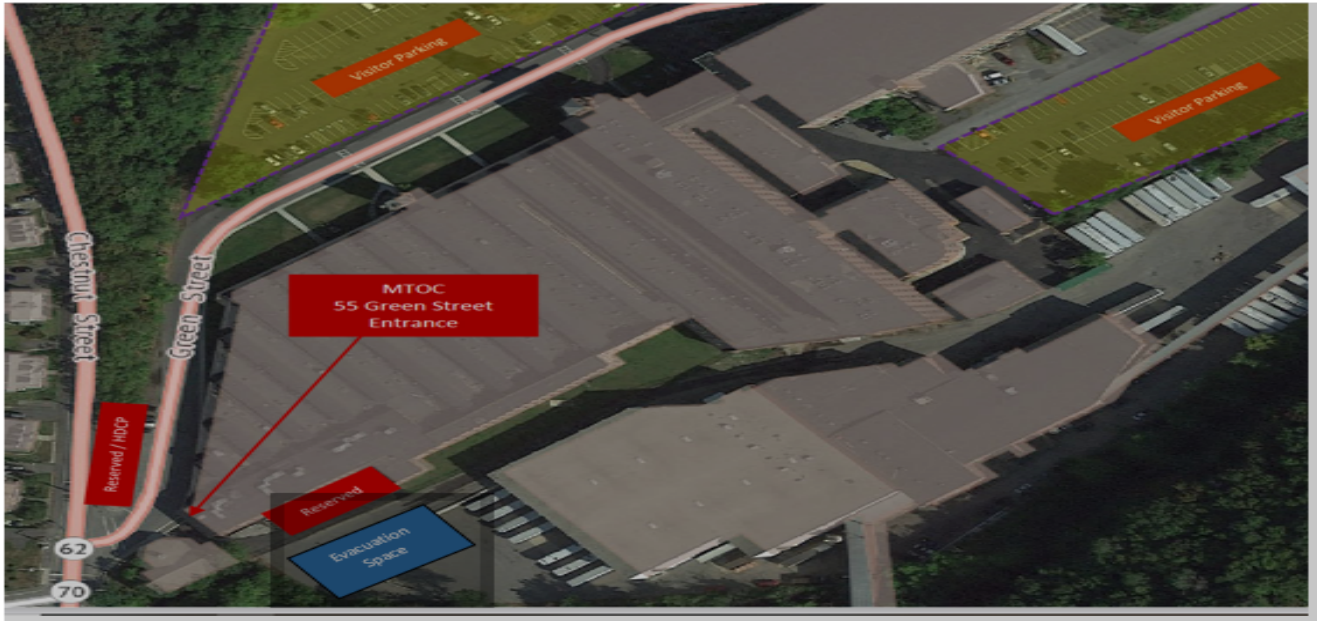 Visitor Parking
Visitor Parking
Chestnut Street
Green Street
MTOC
55 Green Street
Entrance
Reserved / HDCP
Reserved
Evacuation
Space
62
70